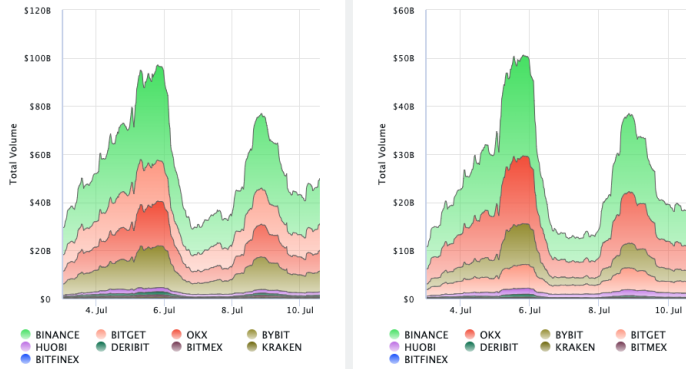 $120B
$100B
$80B
$60B
$40B
$20B
$0
Total Volume
4. Jul
6. Jul
8. Jul
10. Jul
BINANCE BITGET OKX BYBIT
HUOBI DERIBIT BITMEX KRAKEN
BITFINEX
$60B
$50B
$40B
$30B
$20B
$10B
$0
Total Volume
4. Jul
6. Jul
8. Jul
10. Jul
BINANCE OKX BYBIT BITGET
HUOBI DERIBIT KRAKEN BITMEX
BITFINEX